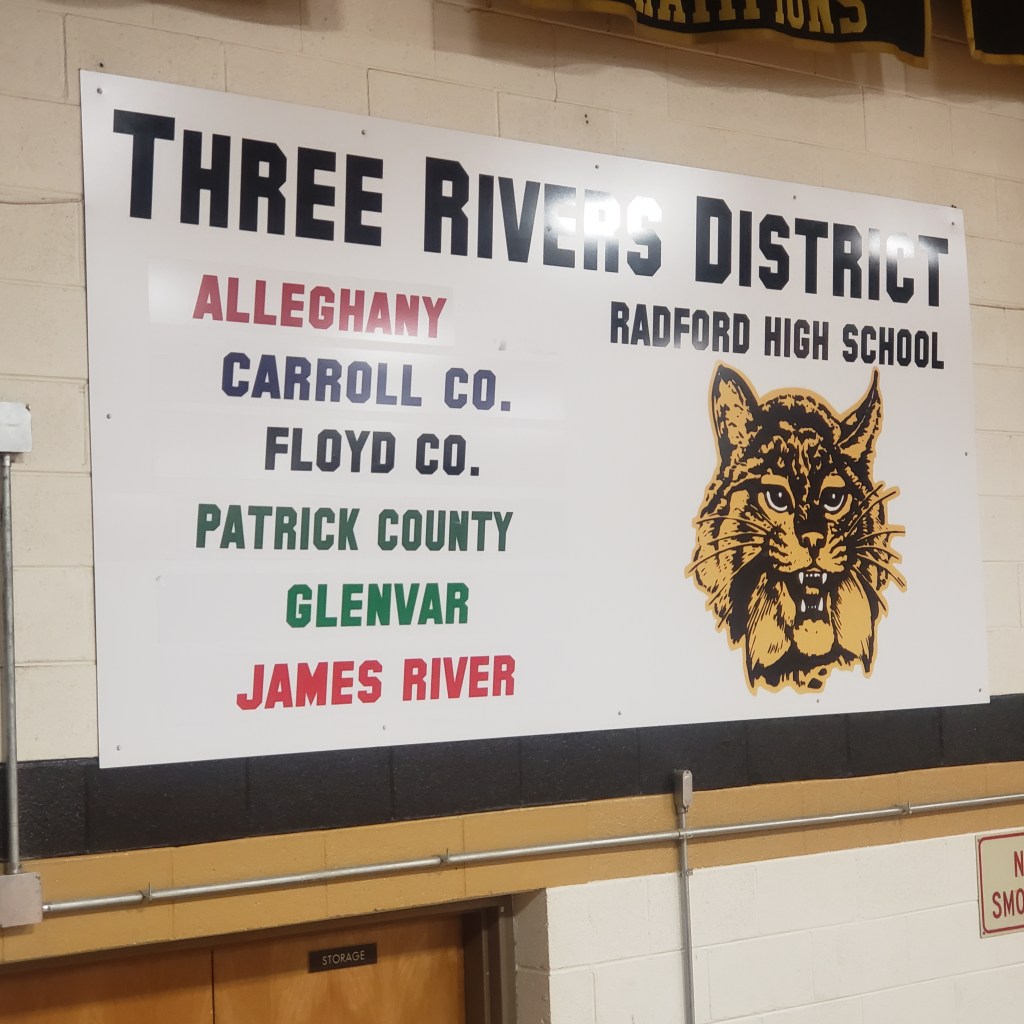 THREE RIVERS DISTRICT
ALLEGHANY
CARROLL CO.
FLOYD CO.
PATRICK COUNTY
GLENVAR
JAMES RIVER
RADFORD HIGH SCHOOL
STORAGE